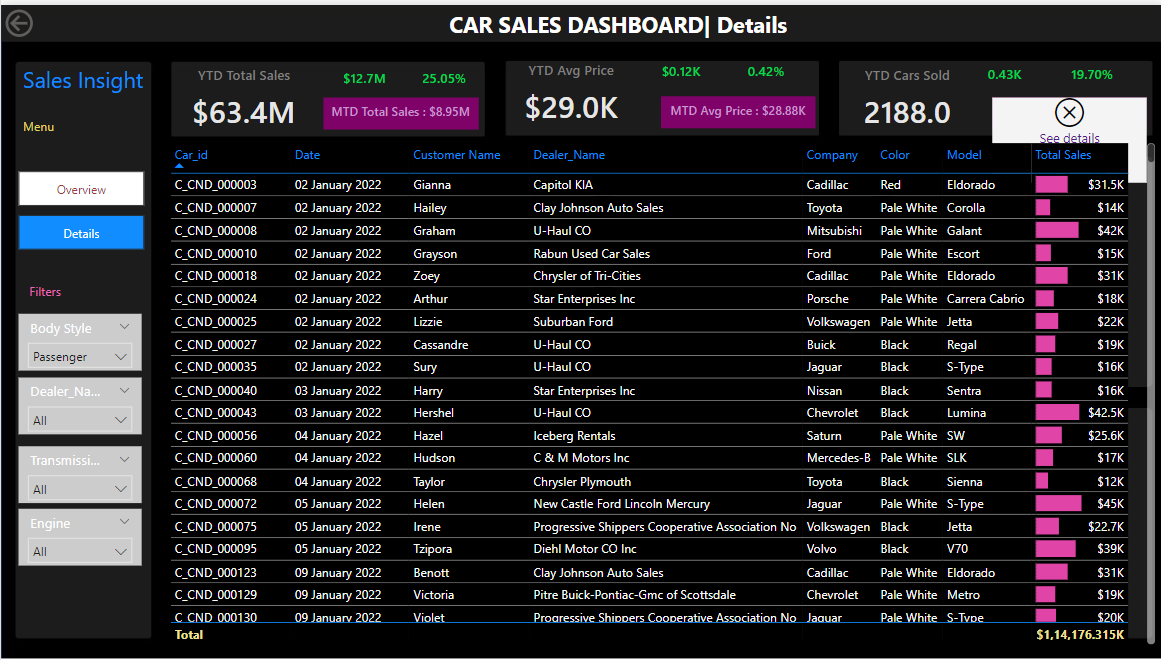 CAR SALES DASHBOARD| Details
Sales Insight
Menu
Overview
Details
Filters
Body Style
Passenger
Dealer_Na...
All
Transmissi...
All
Engine
All
YTD Total Sales $12.7M 25.05%
$63.4M MTD Total Sales : $8.95M
YTD Avg Price $0.12K 0.42%
$29.0K MTD Avg Price : $28.88K
YTD Cars Sold 0.43K 19.70%
2188.0
See details
Car_id Date Customer Name Dealer_Name Company Color Model Total Sales
C_CND_000003 02 January 2022 Gianna Capitol KIA Cadillac Red Eldorado $31.5K
C_CND_000007 02 January 2022 Hailey Clay Johnson Auto Sales Toyota Pale White Corolla $14K
C_CND_000008 02 January 2022 Graham U-Haul CO Mitsubishi Pale White Galant $42K
C_CND_000010 02 January 2022 Grayson Rabun Used Car Sales Ford Pale White Escort $15K
C_CND_000018 02 January 2022 Zoey Chrysler of Tri-Cities Cadillac Pale White Eldorado $31K
C_CND_000024 02 January 2022 Arthur Star Enterprises Inc Porsche Pale White Carrera Cabrio $18K
C_CND_000025 02 January 2022 Lizzie Suburban Ford Volkswagen Pale White Jetta $22K
C_CND_000027 02 January 2022 Cassandre U-Haul CO Buick Black Regal $19K
C_CND_000035 02 January 2022 Sury U-Haul CO Jaguar Black S-Type $16K
C_CND_000040 03 January 2022 Harry Star Enterprises Inc Nissan Black Sentra $16K
C_CND_000043 03 January 2022 Hershel U-Haul CO Chevrolet Black Lumina $42.5K
C_CND_000056 04 January 2022 Hazel Iceberg Rentals Saturn Pale White SW $25.6K
C_CND_000060 04 January 2022 Hudson C & M Motors Inc Mercedes-B Pale White SLK $17K
C_CND_000068 04 January 2022 Taylor Chrysler Plymouth Toyota Black Sienna $12K
C_CND_000072 05 January 2022 Helen New Castle Ford Lincoln Mercury Jaguar Pale White S-Type $45K
C_CND_000075 05 January 2022 Irene Progressive Shippers Cooperative Association No Volkswagen Black Jetta $22.7K
C_CND_000095 05 January 2022 Tzipora Diehl Motor CO Inc Volvo Black V70 $39K
C_CND_000123 09 January 2022 Benott Clay Johnson Auto Sales Cadillac Pale White Eldorado $31K
C_CND_000129 09 January 2022 Victoria Pitre Buick-Pontiac-Gmc of Scottsdale Chevrolet Pale White Metro $19K
C_CND_000130 09 January 2022 Violet Progressive Shippers Cooperative Association No Jaguar Pale White S-Type $20K
Total $1,14,176.315K